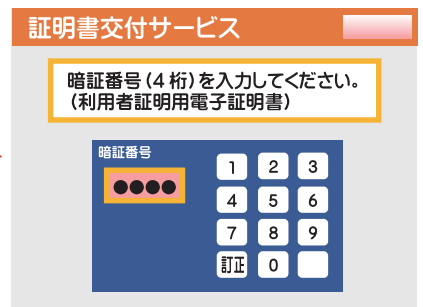 証明書交付サービス
暗証番号(4桁)を入力してください。
(利用者証明用電子証明書)
暗証番号
●●●●
1 2 3
4 5 6
7 8 9
訂正 0